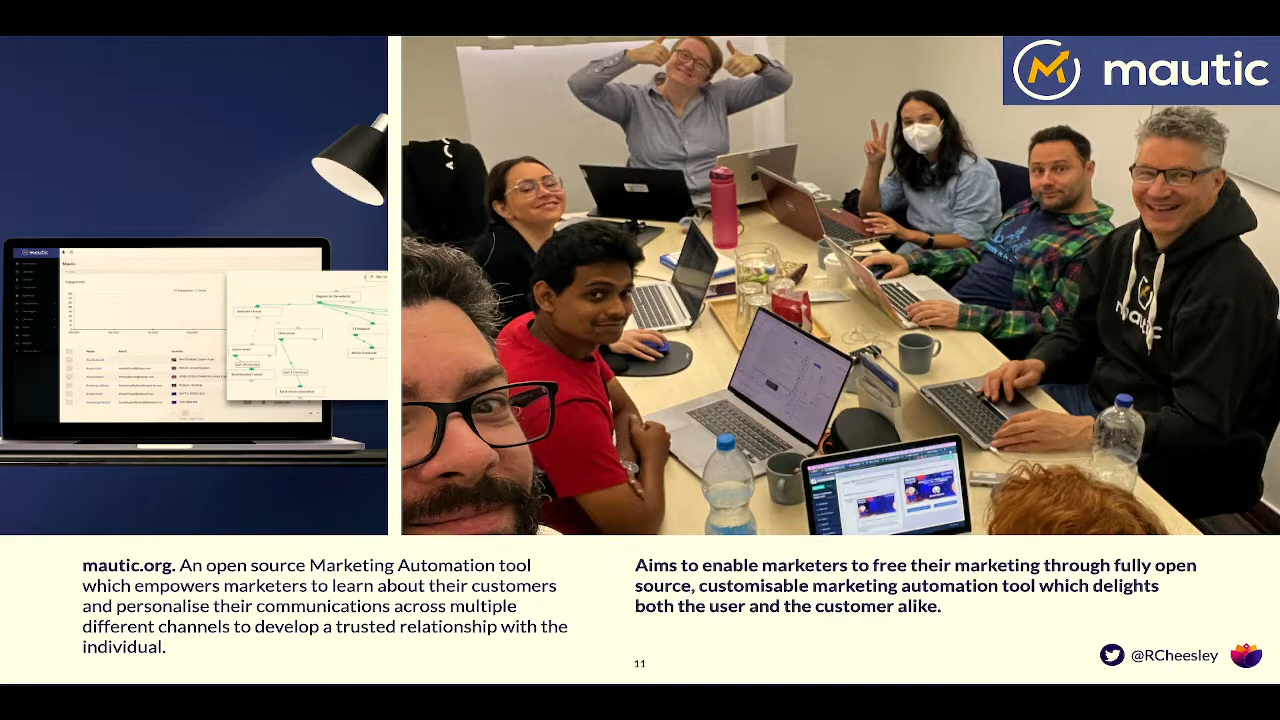 mautic
mautic
Mautic
mautic
mautic.org. An open source Marketing Automation tool
which empowers marketers to learn about their customers
and personalise their communications across multiple
different channels to develop a trusted relationship with the
individual.
Aims to enable marketers to free their marketing through fully open
source, customisable marketing automation tool which delights
both the user and the customer alike.
11
@RCheesley